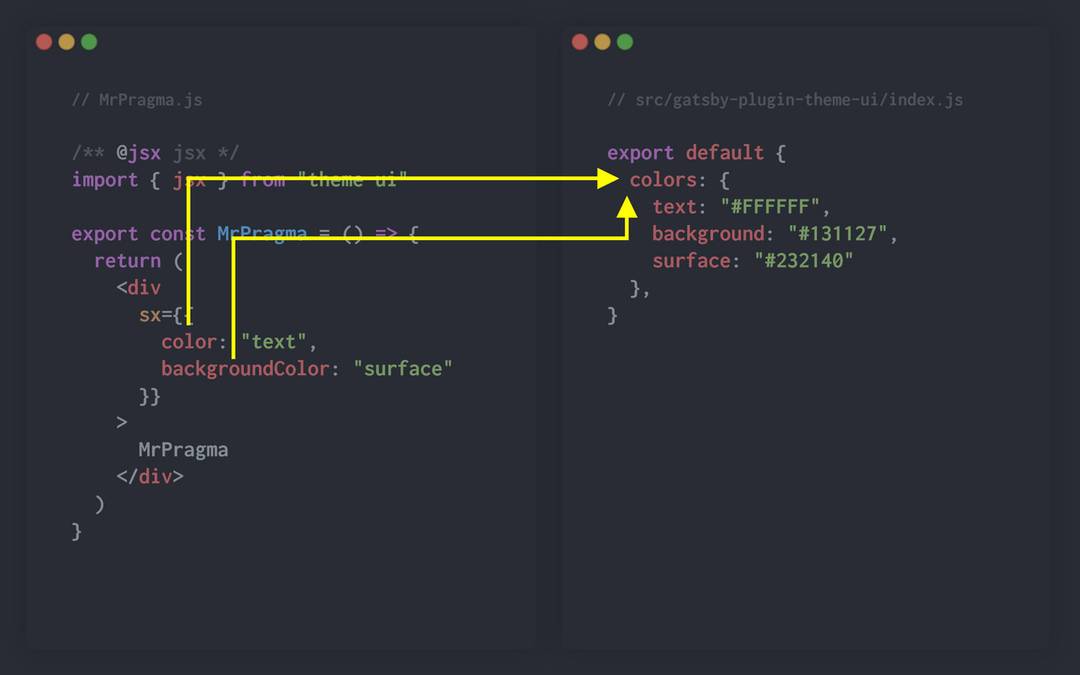 // MrPragma.js
/** @jsx jsx */
import { jsx } from "theme-ui"
export const MrPragma = () => {
return (
<div
sx={{
color: "text",
backgroundColor: "surface"
}}
>
MrPragma
</div>
)
}
// src/gatsby-plugin-theme-ui/index.js
export default {
colors: {
text: "#FFFFFF",
background: "#131127",
surface: "#232140"
},
}